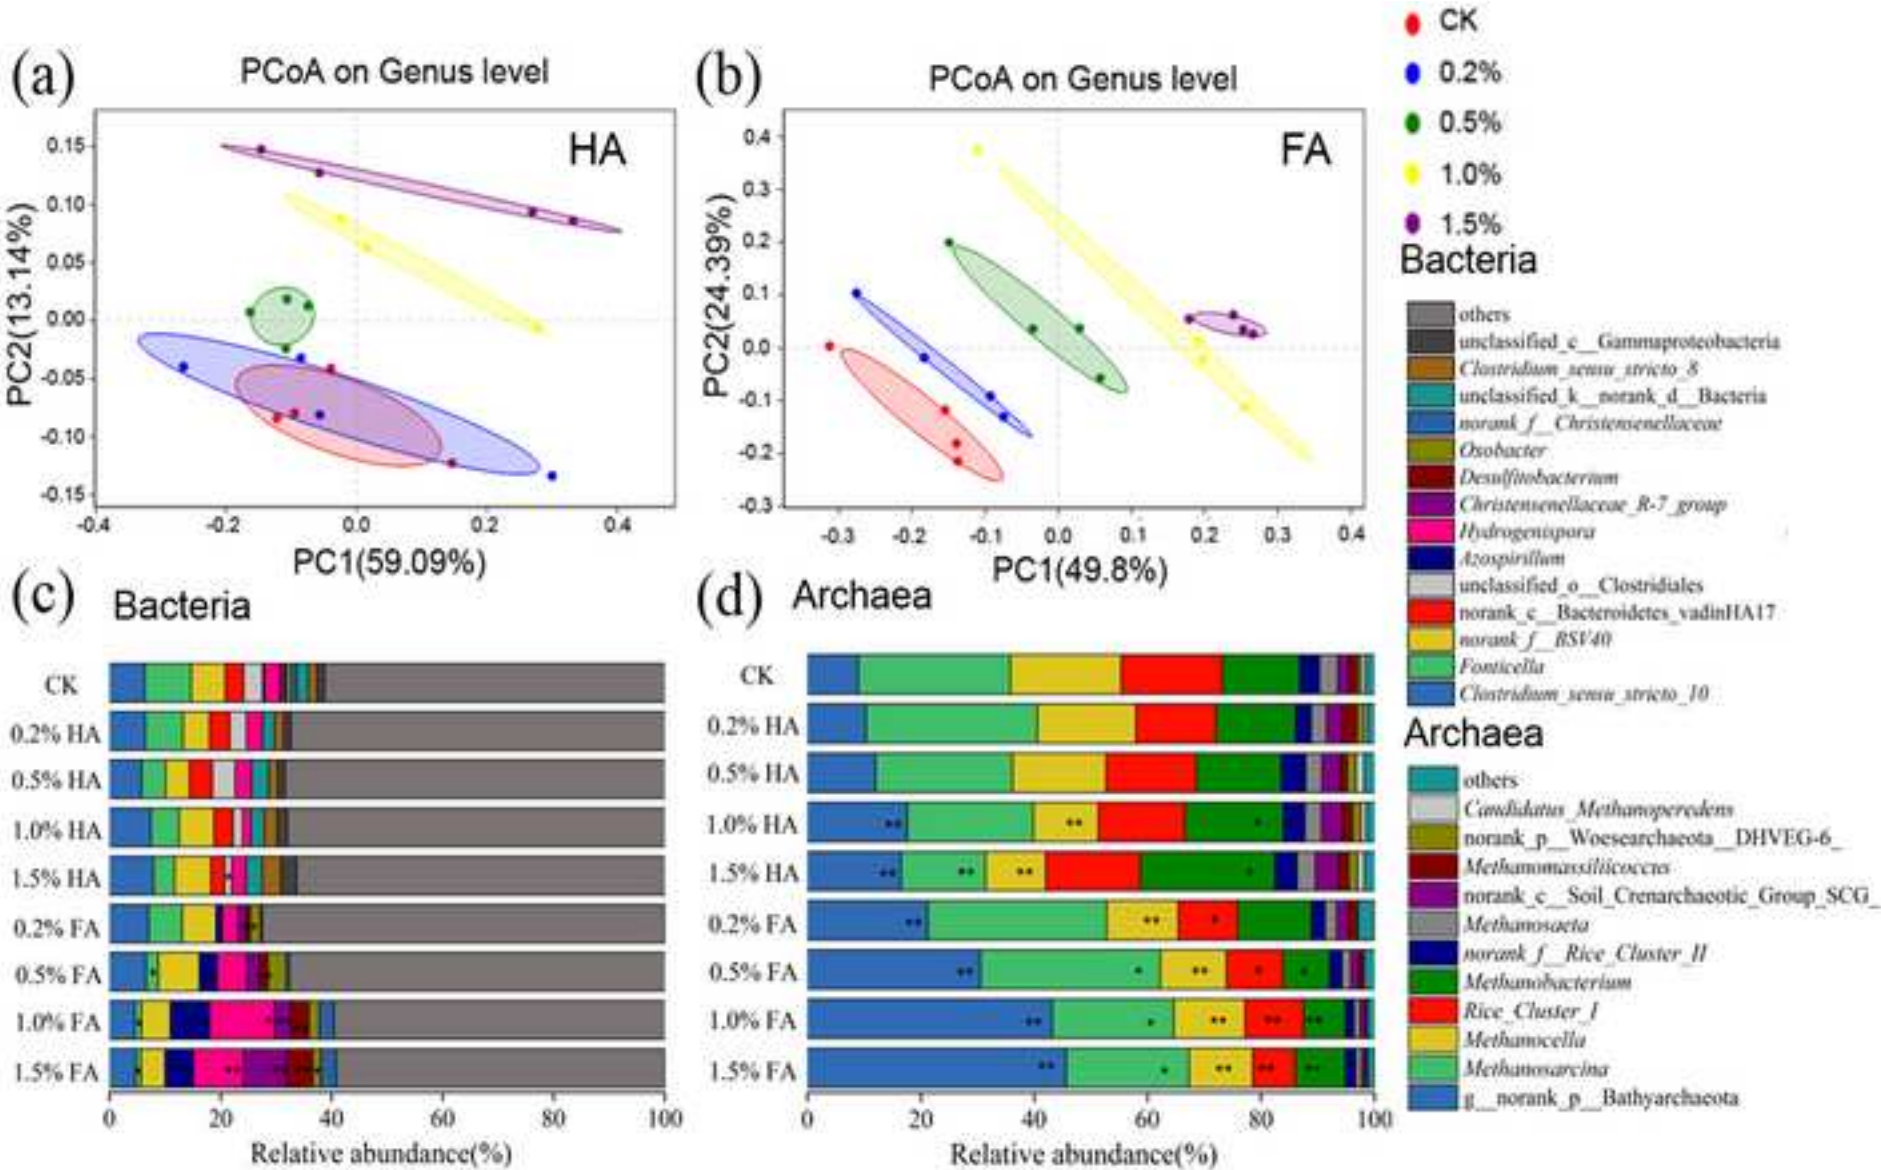 (a)
PCoA on Genus level
HA
0.15
0.10
0.05
0.00
-0.05
-0.10
-0.15
PC2(13.14%)
-0.4
-0.2
0.0
0.2
0.4
PC1(59.09%)
(b)
PCoA on Genus level
FA
0.4
0.3
0.2
0.1
0.0
-0.1
-0.2
-0.3
PC2(24.39%)
-0.3
-0.2
-0.1
0.0
0.1
0.2
0.3
0.4
PC1(49.8%)
CK
0.2%
0.5%
1.0%
1.5%
Bacteria
others
unclassified_c__Gammaproteobacteria
Clostridium_sensu_stricto_8
unclassified_k__norank_d__Bacteria
norank_f__Christensenellaceae
Oxobacter
Desulfitobacterium
Christensenellaceae_R-7_group
Hydrogenispora
Azospirillum
unclassified_o__Clostridiales
norank_c__Bacteroidetes_vadinHA17
norank_f__BSV40
Fonticella
Clostridium_sensu_stricto_10
Archaea
others
Candidatus_Methanoperedens
norank_p__Woesearchaeota__DHVEG-6_
Methanomassiliicoccus
norank_c__Soil_Crenarchaeotic_Group_SCG_
Methanosaeta
norank_f__Rice_Cluster_II
Methanobacterium
Rice_Cluster_I
Methanocella
Methanosarcina
g__norank_p__Bathyarchaeota
(c)
Bacteria
CK
0.2% HA
0.5% HA
1.0% HA
1.5% HA
0.2% FA
0.5% FA
1.0% FA
1.5% FA
0
20
40
60
80
100
Relative abundance(%)
(d)
Archaea
CK
0.2% HA
0.5% HA
1.0% HA
1.5% HA
0.2% FA
0.5% FA
1.0% FA
1.5% FA
0
20
40
60
80
100
Relative abundance(%)